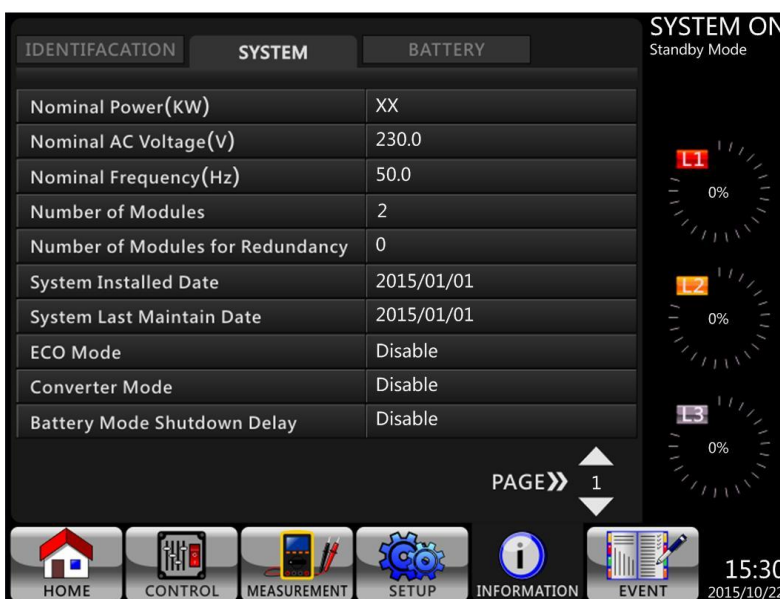 SYSTEM ON
Standby Mode
IDENTIFACATION SYSTEM BATTERY
Nominal Power(KW) XX
Nominal AC Voltage(V) 230.0
Nominal Frequency(Hz) 50.0
Number of Modules 2
Number of Modules for Redundancy 0
System Installed Date 2015/01/01
System Last Maintain Date 2015/01/01
ECO Mode Disable
Converter Mode Disable
Battery Mode Shutdown Delay Disable
L1
0%
L2
0%
L3
0%
PAGE» 1
HOME CONTROL MEASUREMENT SETUP INFORMATION EVENT
15:30
2015/10/22